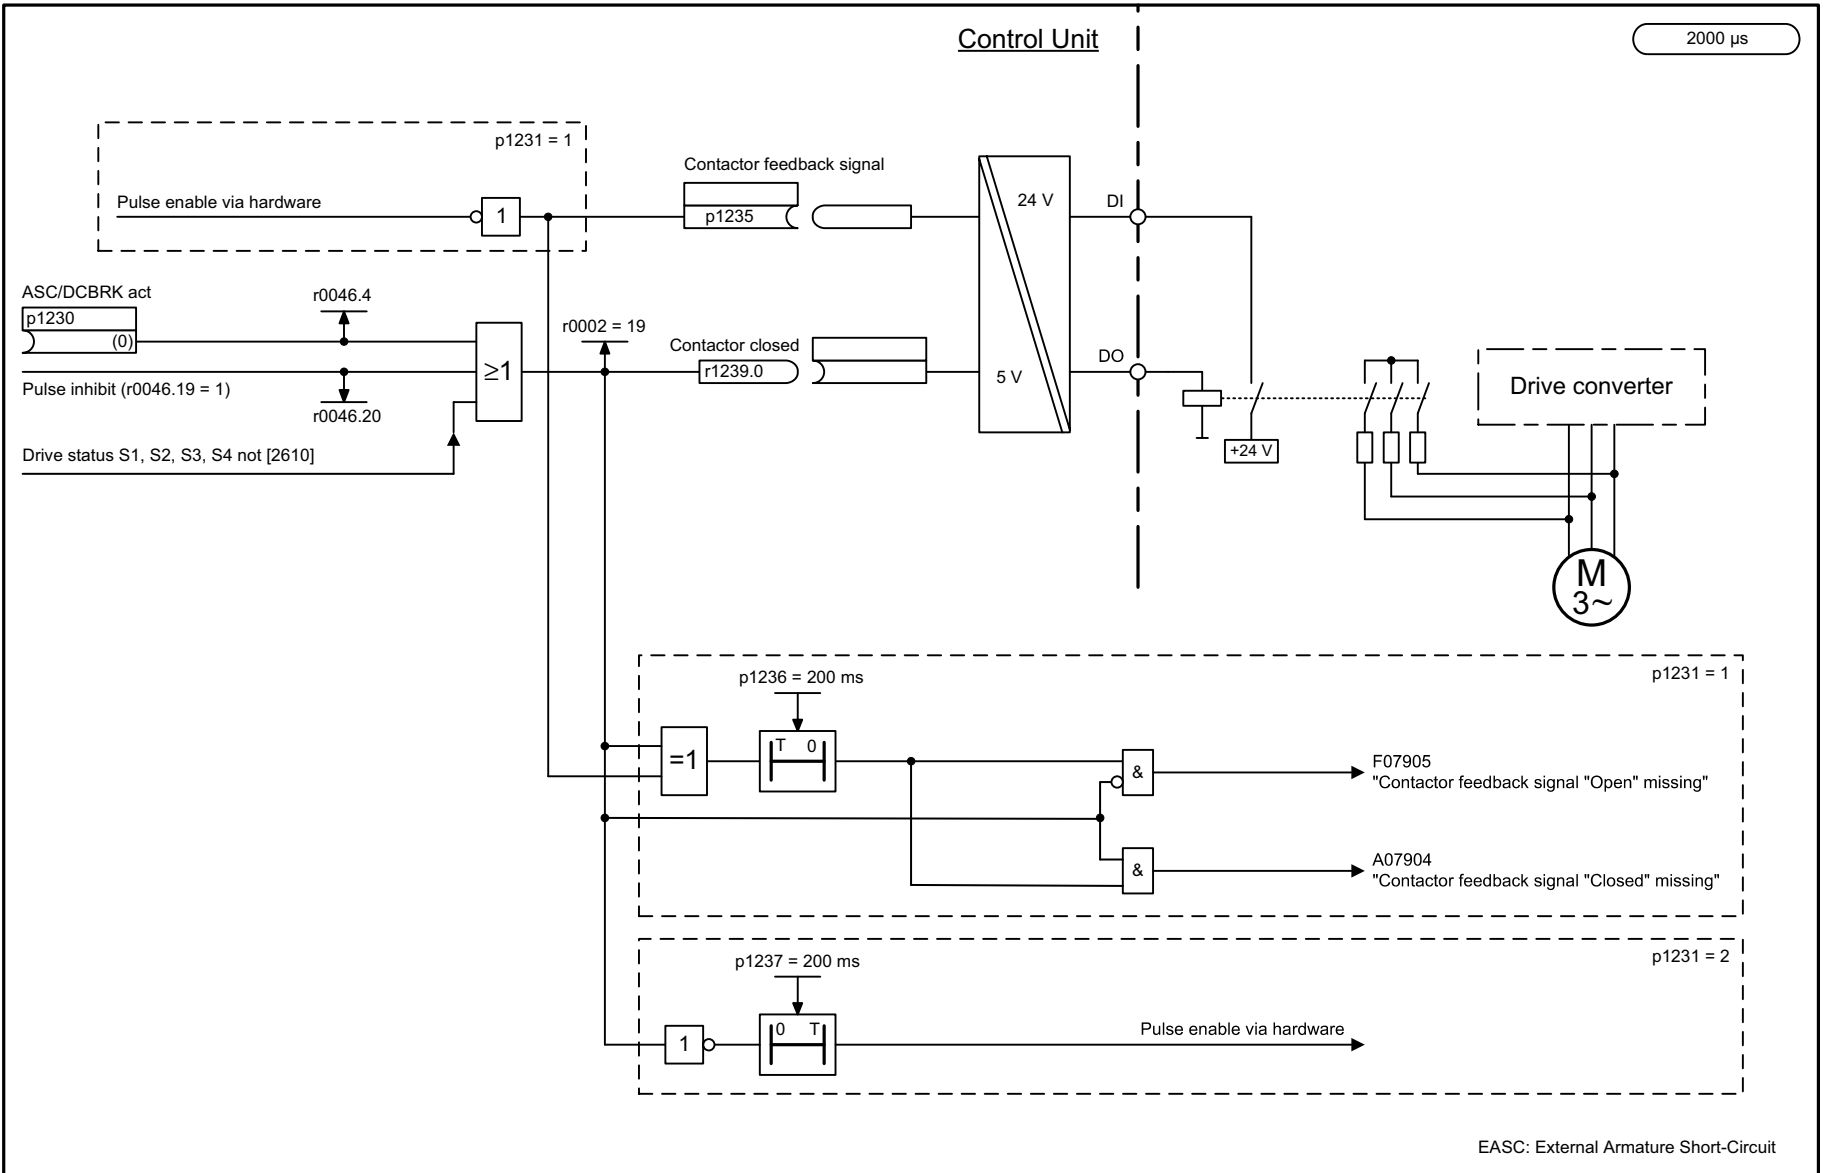 Control Unit
2000 µs
p1231 = 1
Pulse enable via hardware
1
Contactor feedback signal
p1235
24 V
DI
ASC/DCBRK act
p1230
(0)
r0046.4
≥1
r0002 = 19
Contactor closed
r1239.0
5 V
DO
Pulse inhibit (r0046.19 = 1)
r0046.20
Drive status S1, S2, S3, S4 not [2610]
+24 V
Drive converter
M
3~
p1231 = 1
p1236 = 200 ms
=1
T 0
&
F07905
"Contactor feedback signal "Open" missing"
&
A07904
"Contactor feedback signal "Closed" missing"
p1231 = 2
p1237 = 200 ms
1
0 T
Pulse enable via hardware
EASC: External Armature Short-Circuit